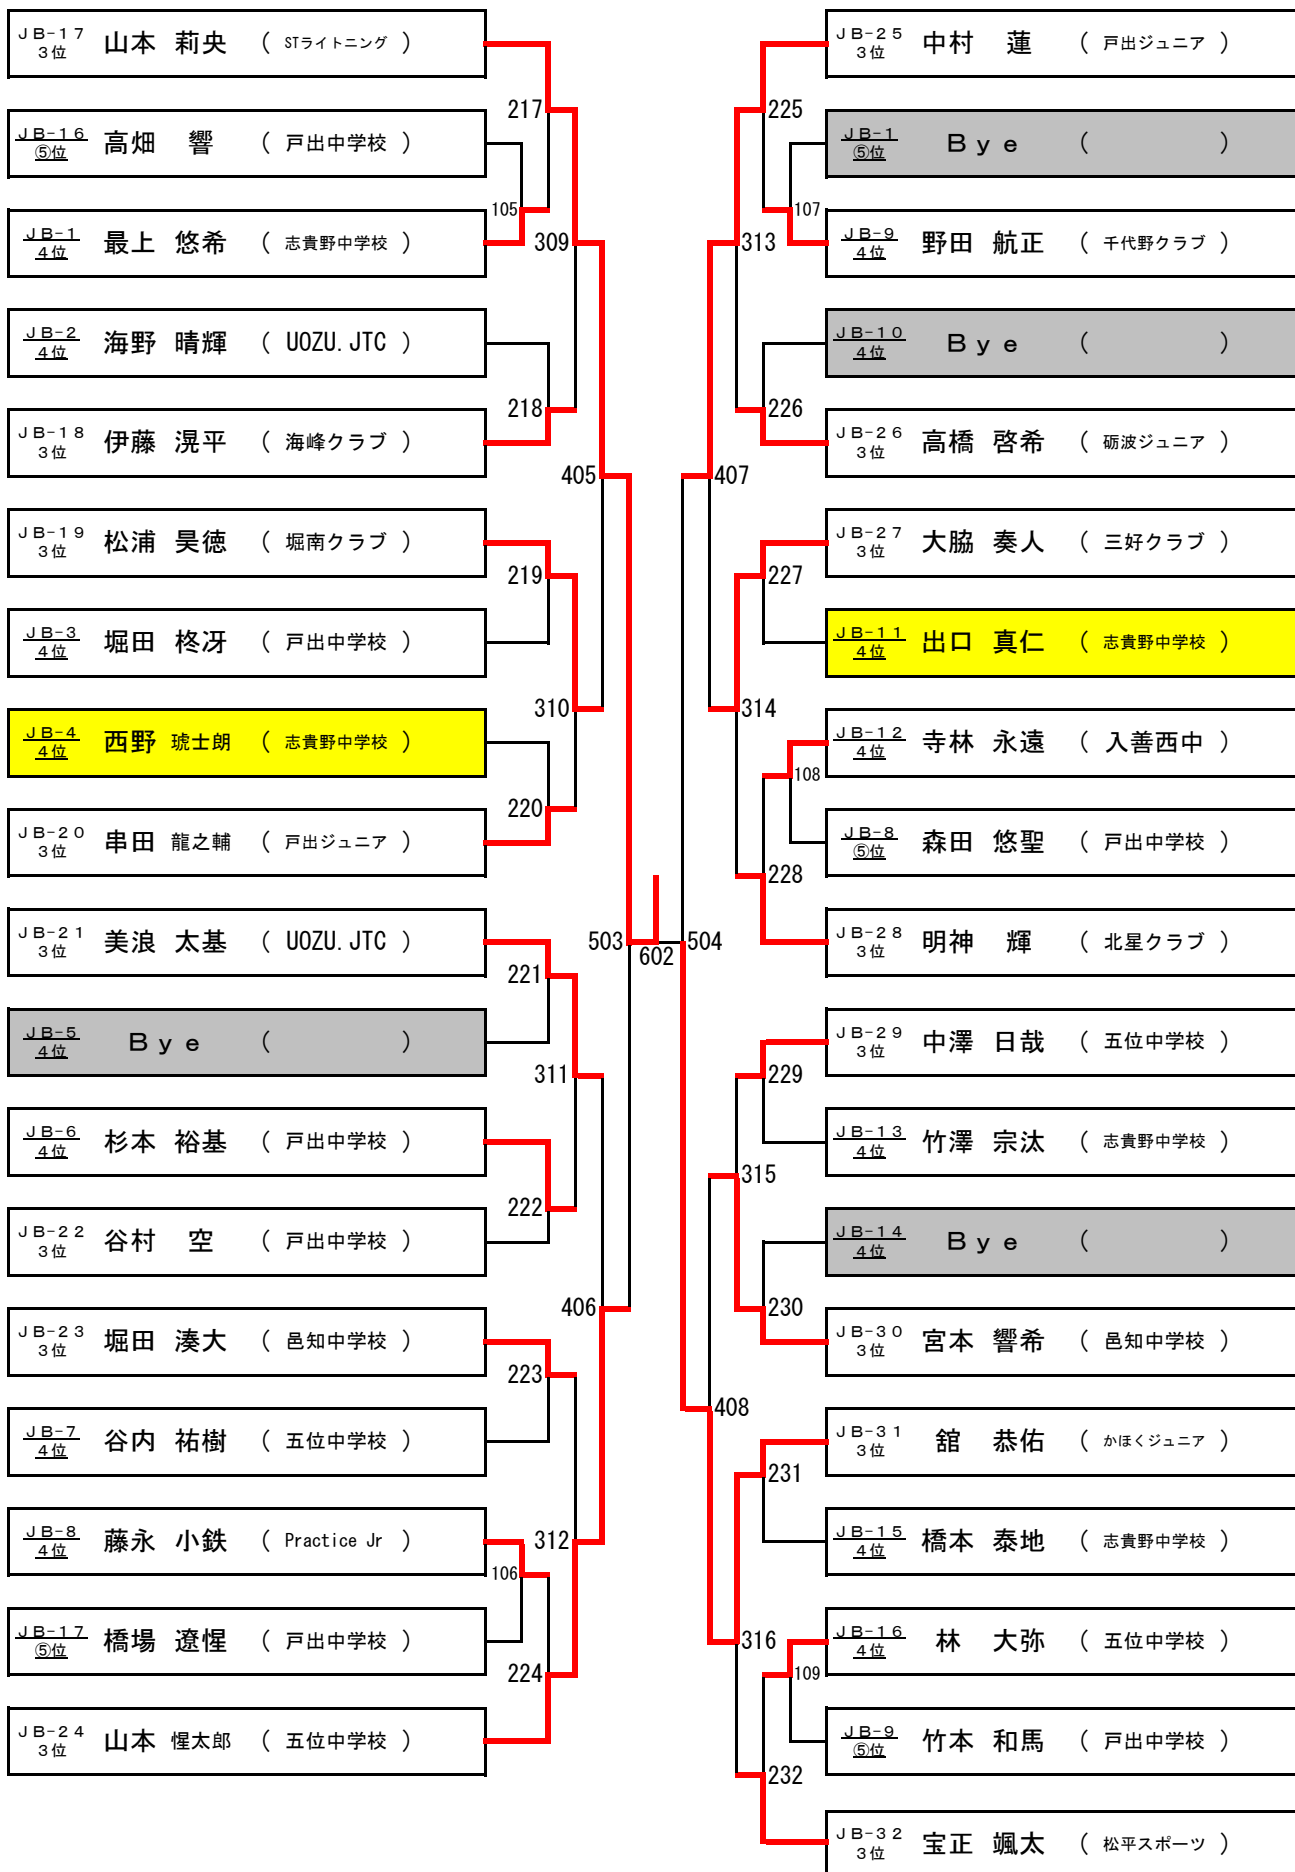 JB-17 3位 山本 莉央 ( STライトニング )
217
JB-16 ⑤位 高畑 響 ( 戸出中学校 )
105
JB-1 4位 最上 悠希 ( 志貴野中学校 )
309
JB-2 4位 海野 晴輝 ( UOZU.JTC )
218
JB-18 3位 伊藤 滉平 ( 海峰クラブ )
405
JB-19 3位 松浦 昊徳 ( 堀南クラブ )
219
JB-3 4位 堀田 柊冴 ( 戸出中学校 )
310
JB-4 4位 西野 琥士朗 ( 志貴野中学校 )
220
JB-20 3位 串田 龍之輔 ( 戸出ジュニア )
JB-21 3位 美浪 太基 ( UOZU.JTC )
503
221
JB-5 4位 Bye ( )
311
JB-6 4位 杉本 裕基 ( 戸出中学校 )
222
JB-22 3位 谷村 空 ( 戸出中学校 )
406
JB-23 3位 堀田 湊大 ( 邑知中学校 )
223
JB-7 4位 谷内 祐樹 ( 五位中学校 )
JB-8 4位 藤永 小鉄 ( Practice Jr )
312
106
JB-17 ⑤位 橋場 遼惺 ( 戸出中学校 )
224
JB-24 3位 山本 惺太郎 ( 五位中学校 )
602
JB-25 3位 中村 蓮 ( 戸出ジュニア )
225
JB-1 ⑤位 Bye ( )
107
JB-9 4位 野田 航正 ( 千代野クラブ )
313
JB-10 4位 Bye ( )
226
JB-26 3位 高橋 啓希 ( 砺波ジュニア )
407
JB-27 3位 大脇 奏人 ( 三好クラブ )
227
JB-11 4位 出口 真仁 ( 志貴野中学校 )
314
JB-12 4位 寺林 永遠 ( 入善西中 )
108
JB-8 ⑤位 森田 悠聖 ( 戸出中学校 )
228
JB-28 3位 明神 輝 ( 北星クラブ )
504
JB-29 3位 中澤 日哉 ( 五位中学校 )
229
JB-13 4位 竹澤 宗汰 ( 志貴野中学校 )
315
JB-14 4位 Bye ( )
230
JB-30 3位 宮本 響希 ( 邑知中学校 )
408
JB-31 3位 舘 恭佑 ( かほくジュニア )
231
JB-15 4位 橋本 泰地 ( 志貴野中学校 )
316
JB-16 4位 林 大弥 ( 五位中学校 )
109
JB-9 ⑤位 竹本 和馬 ( 戸出中学校 )
232
JB-32 3位 宝正 颯太 ( 松平スポーツ )